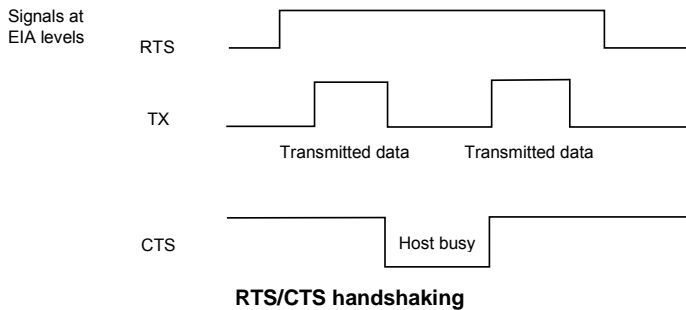 Signals at
EIA levels
RTS
TX
Transmitted data
Transmitted data
CTS
Host busy
RTS/CTS handshaking